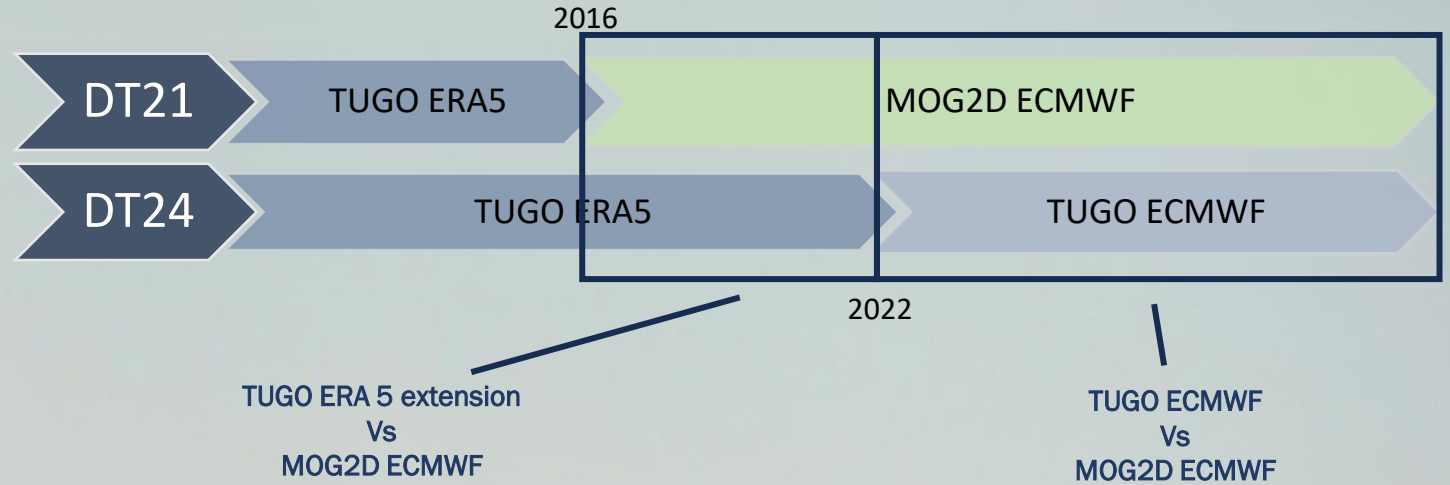 2016
DT21
TUGO ERA5
MOG2D ECMWF
DT24
TUGO ERA5
TUGO ECMWF
2022
TUGO ERA 5 extension
Vs
MOG2D ECMWF
TUGO ECMWF
Vs
MOG2D ECMWF